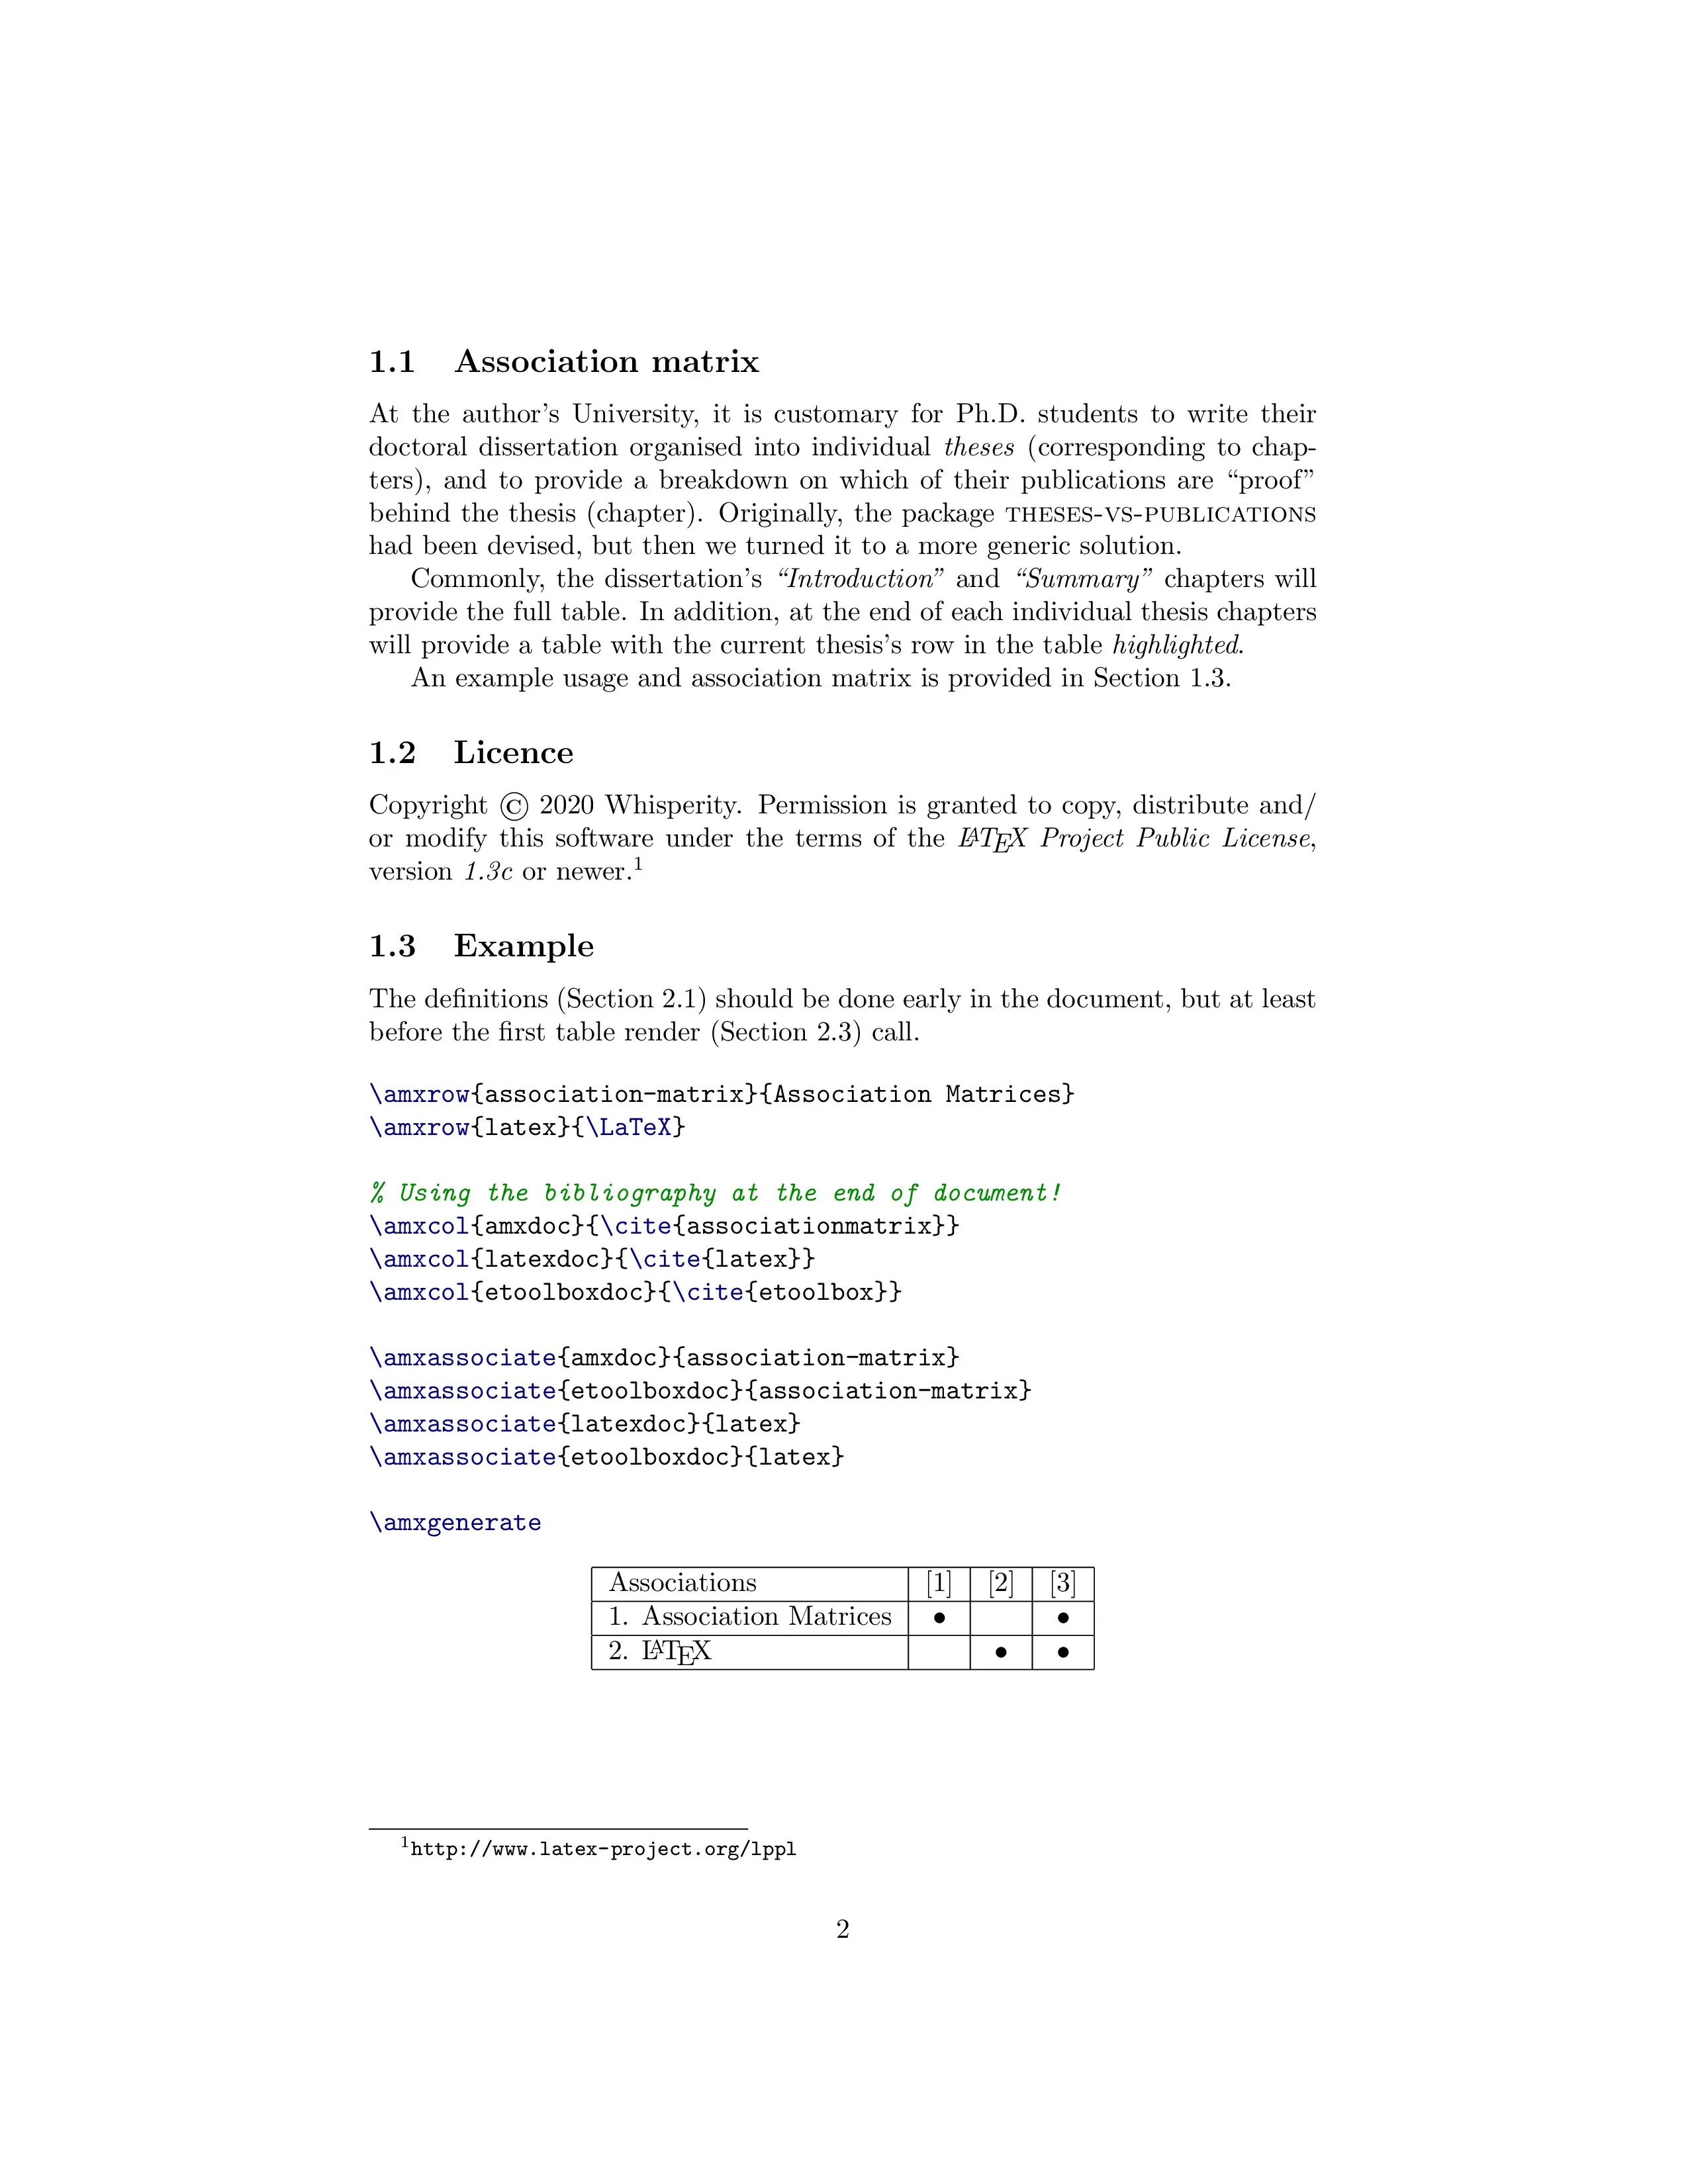 1.1 Association matrix
At the author’s University, it is customary for Ph.D. students to write their
doctoral dissertation organised into individual theses (corresponding to chap-
ters), and to provide a breakdown on which of their publications are “proof”
behind the thesis (chapter). Originally, the package THESES-VS-PUBLICATIONS
had been devised, but then we turned it to a more generic solution.
Commonly, the dissertation’s “Introduction” and “Summary” chapters will
provide the full table. In addition, at the end of each individual thesis chapters
will provide a table with the current thesis’s row in the table highlighted.
An example usage and association matrix is provided in Section 1.3.
1.2 Licence
Copyright © 2020 Whisperity. Permission is granted to copy, distribute and/
or modify this software under the terms of the LATEX Project Public License,
version 1.3c or newer.1
1.3 Example
The definitions (Section 2.1) should be done early in the document, but at least
before the first table render (Section 2.3) call.
\amxrow{association-matrix}{Association Matrices}
\amxrow{latex}{\LaTeX}
% Using the bibliography at the end of document!
\amxcol{amxdoc}{\cite{associationmatrix}}
\amxcol{latexdoc}{\cite{latex}}
\amxcol{etoolboxdoc}{\cite{etoolbox}}
\amxassociate{amxdoc}{association-matrix}
\amxassociate{etoolboxdoc}{association-matrix}
\amxassociate{latexdoc}{latex}
\amxassociate{etoolboxdoc}{latex}
\amxgenerate
Associations [1] [2] [3]
1. Association Matrices • •
2. LATEX • •
1http://www.latex-project.org/lppl
2